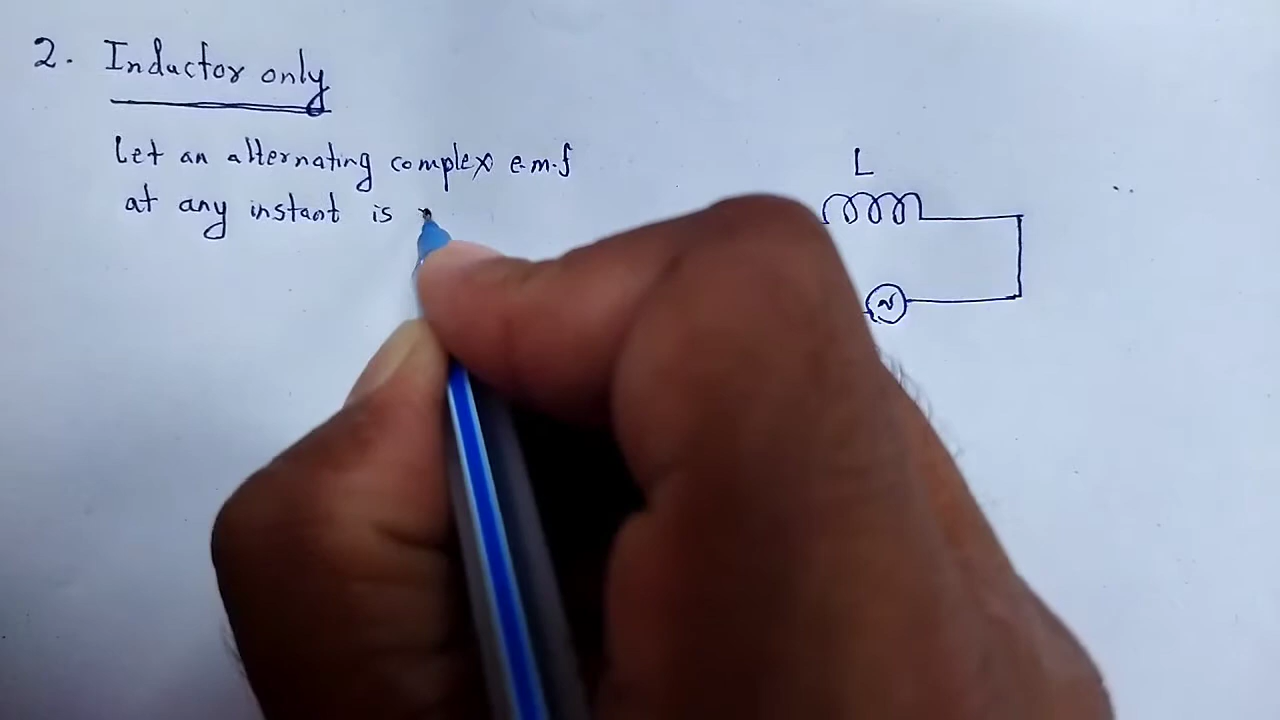 2. Inductor only
Let an alternating complex e.m.f
at any instant is
L
~